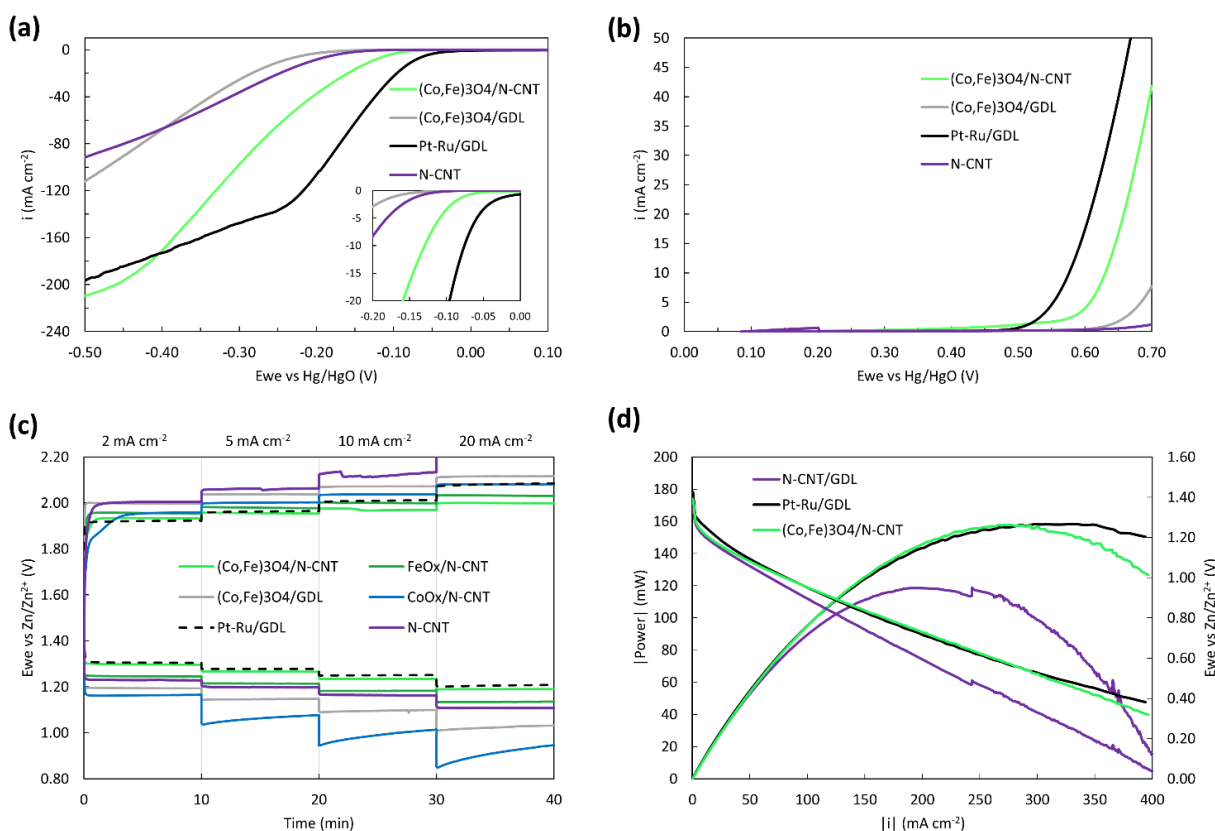 (a)
0
-40
-80
-120
-160
-200
-240
i (mA cm-2)
-0.50 -0.40 -0.30 -0.20 -0.10 0.00 0.10
Ewe vs Hg/HgO (V)
(Co,Fe)3O4/N-CNT
(Co,Fe)3O4/GDL
Pt-Ru/GDL
N-CNT
0
-5
-10
-15
-20
-0.20 -0.15 -0.10 -0.05 0.00
(b)
50
45
40
35
30
25
20
15
10
5
0
i (mA cm-2)
0.00 0.10 0.20 0.30 0.40 0.50 0.60 0.70
Ewe vs Hg/HgO (V)
(Co,Fe)3O4/N-CNT
(Co,Fe)3O4/GDL
Pt-Ru/GDL
N-CNT
(c)
2 mA cm-2 5 mA cm-2 10 mA cm-2 20 mA cm-2
2.20
2.00
1.80
1.60
1.40
1.20
1.00
0.80
Ewe vs Zn/Zn2+ (V)
0 10 20 30 40
Time (min)
(Co,Fe)3O4/N-CNT FeOx/N-CNT
(Co,Fe)3O4/GDL CoOx/N-CNT
Pt-Ru/GDL N-CNT
(d)
200
180
160
140
120
100
80
60
40
20
0
|Power| (mW)
0 50 100 150 200 250 300 350 400
|i| (mA cm-2)
1.60
1.40
1.20
1.00
0.80
0.60
0.40
0.20
0.00
Ewe vs Zn/Zn2+ (V)
N-CNT/GDL
Pt-Ru/GDL
(Co,Fe)3O4/N-CNT